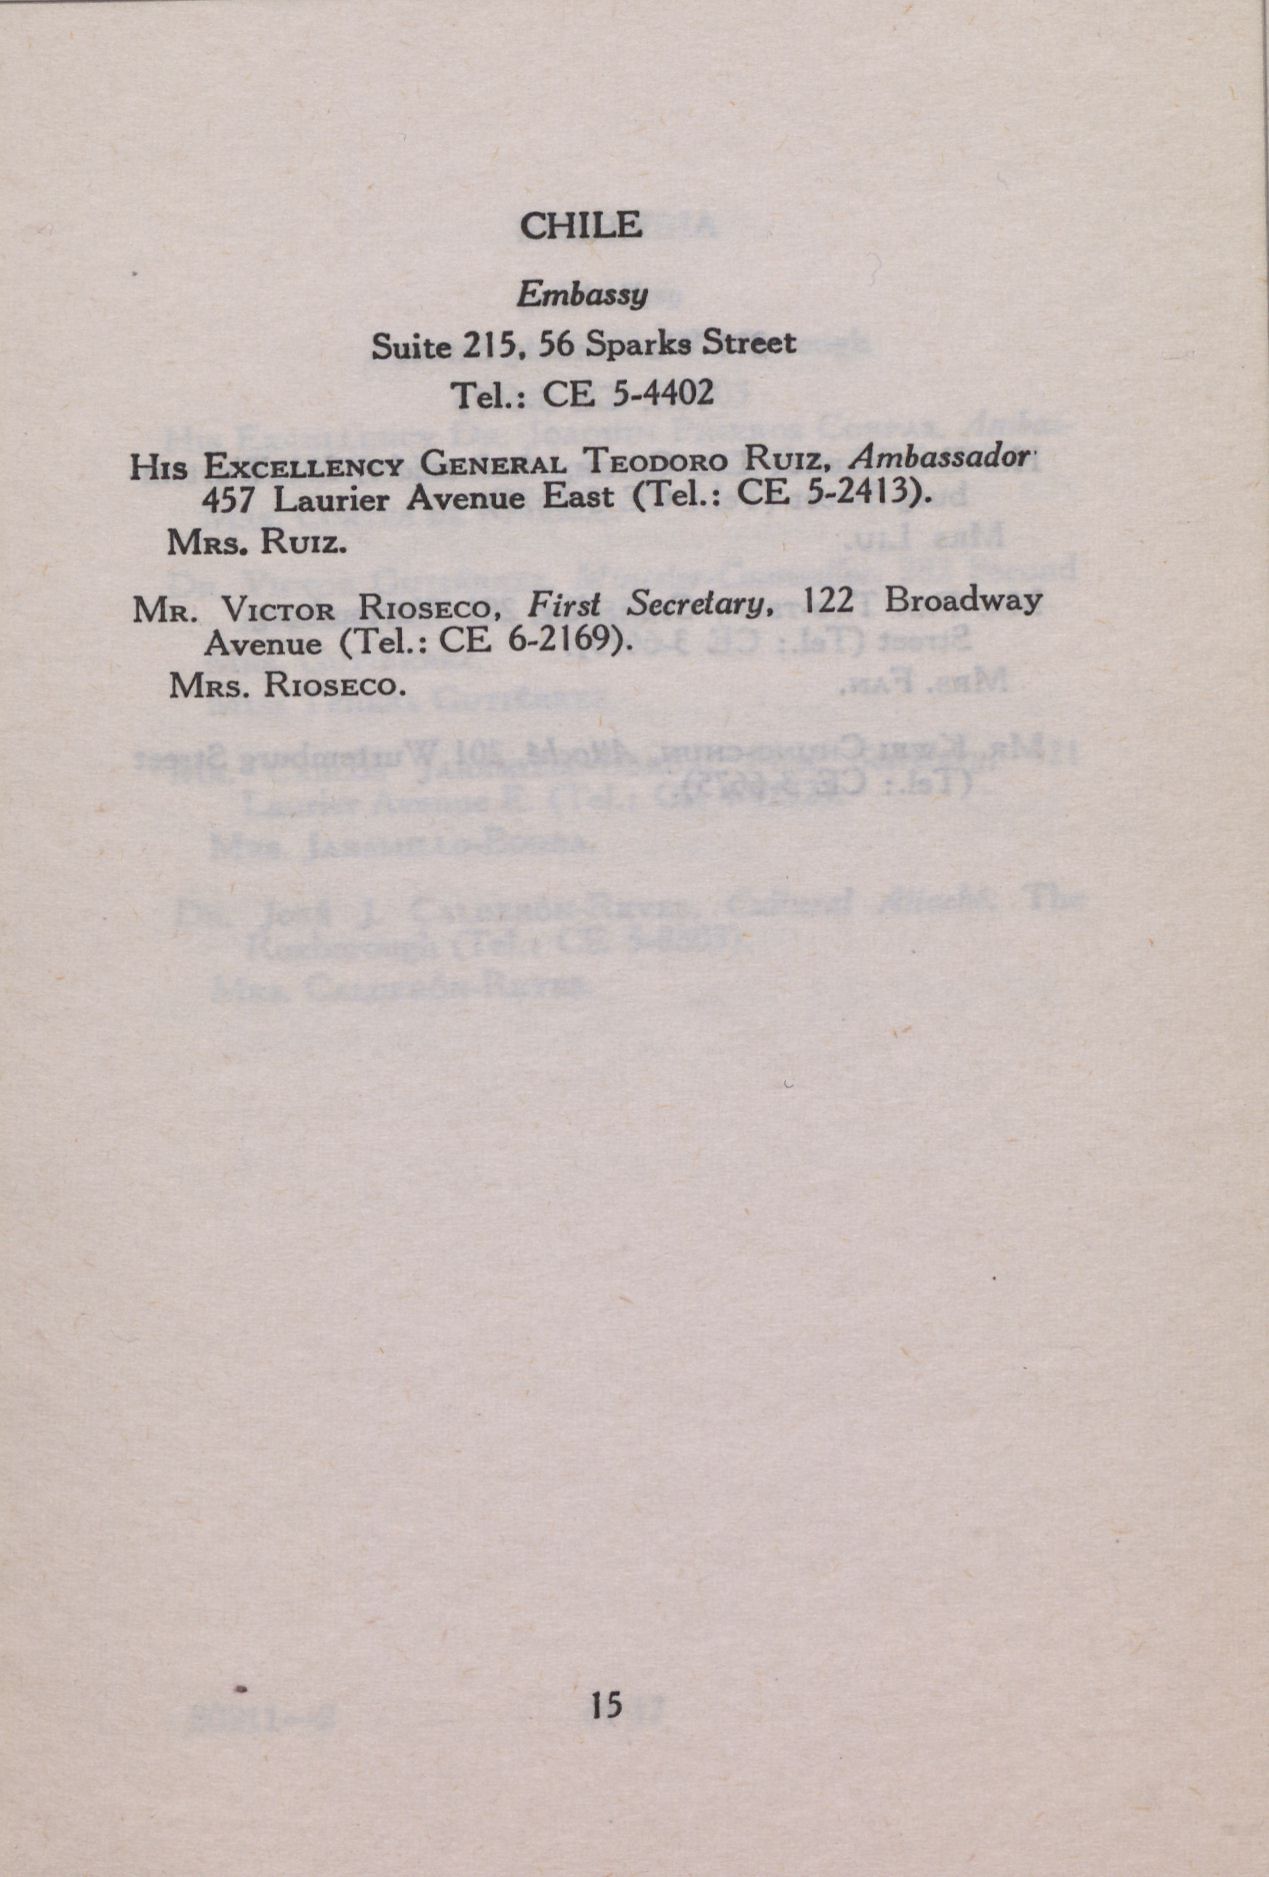 CHILE
Embassy
Suite 215, 56 Sparks Street
Tel.: CE 5-4402
His Excellency General Teodoro Ruiz, Ambassador
457 Laurier Avenue East (Tel.: CE 5-2413).
Mrs. Ruiz.
Mr. Victor Rioseco, First Secretary, 122 Broadway
Avenue (Tel.: CE 6-2169).
Mrs. Rioseco.
15